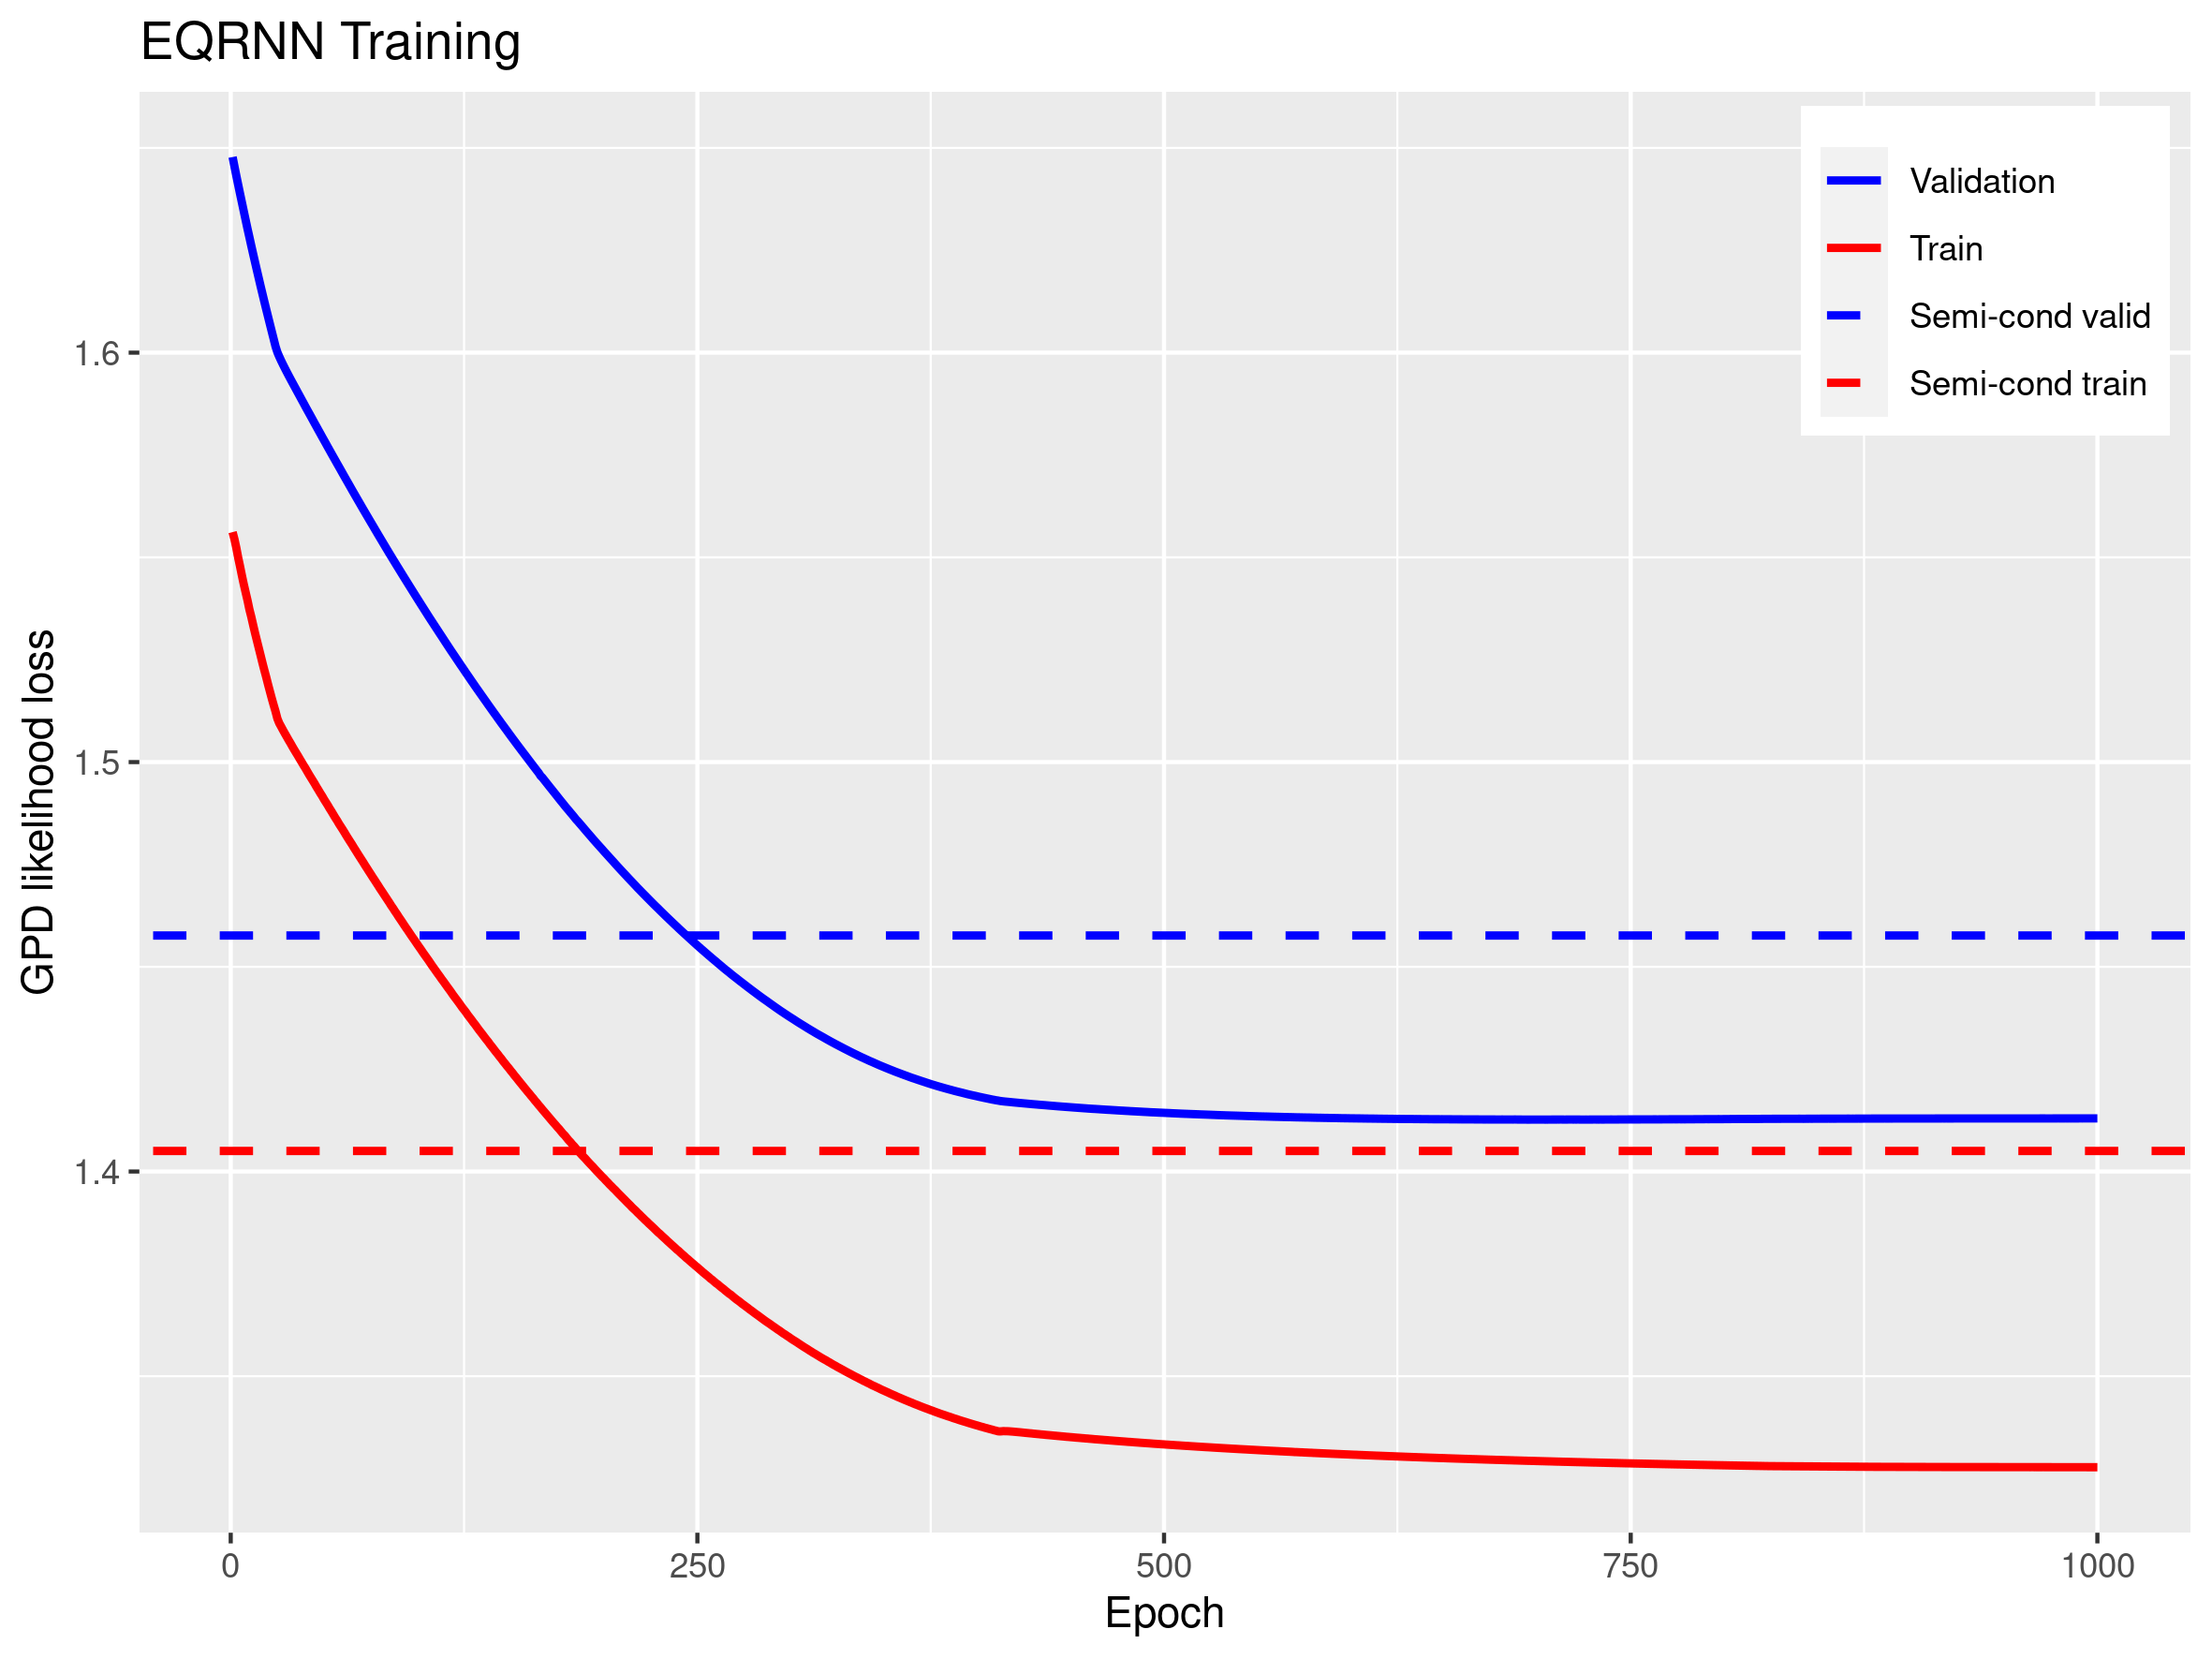 EQRNN Training
GPD likelihood loss
1.6
1.5
1.4
Validation
Train
Semi-cond valid
Semi-cond train
0 250 500 750 1000
Epoch